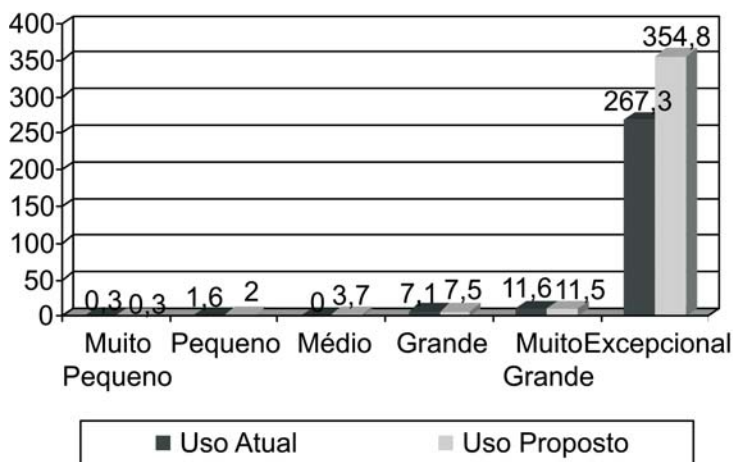 400
350
300
250
200
150
100
50
0
0,3 0,3 1,6 2 0 3,7 7,1 7,5 11,6 11,5 267,3 354,8
Muito Pequeno Médio Grande Muito Excepcional
Pequeno Grande
Uso Atual Uso Proposto